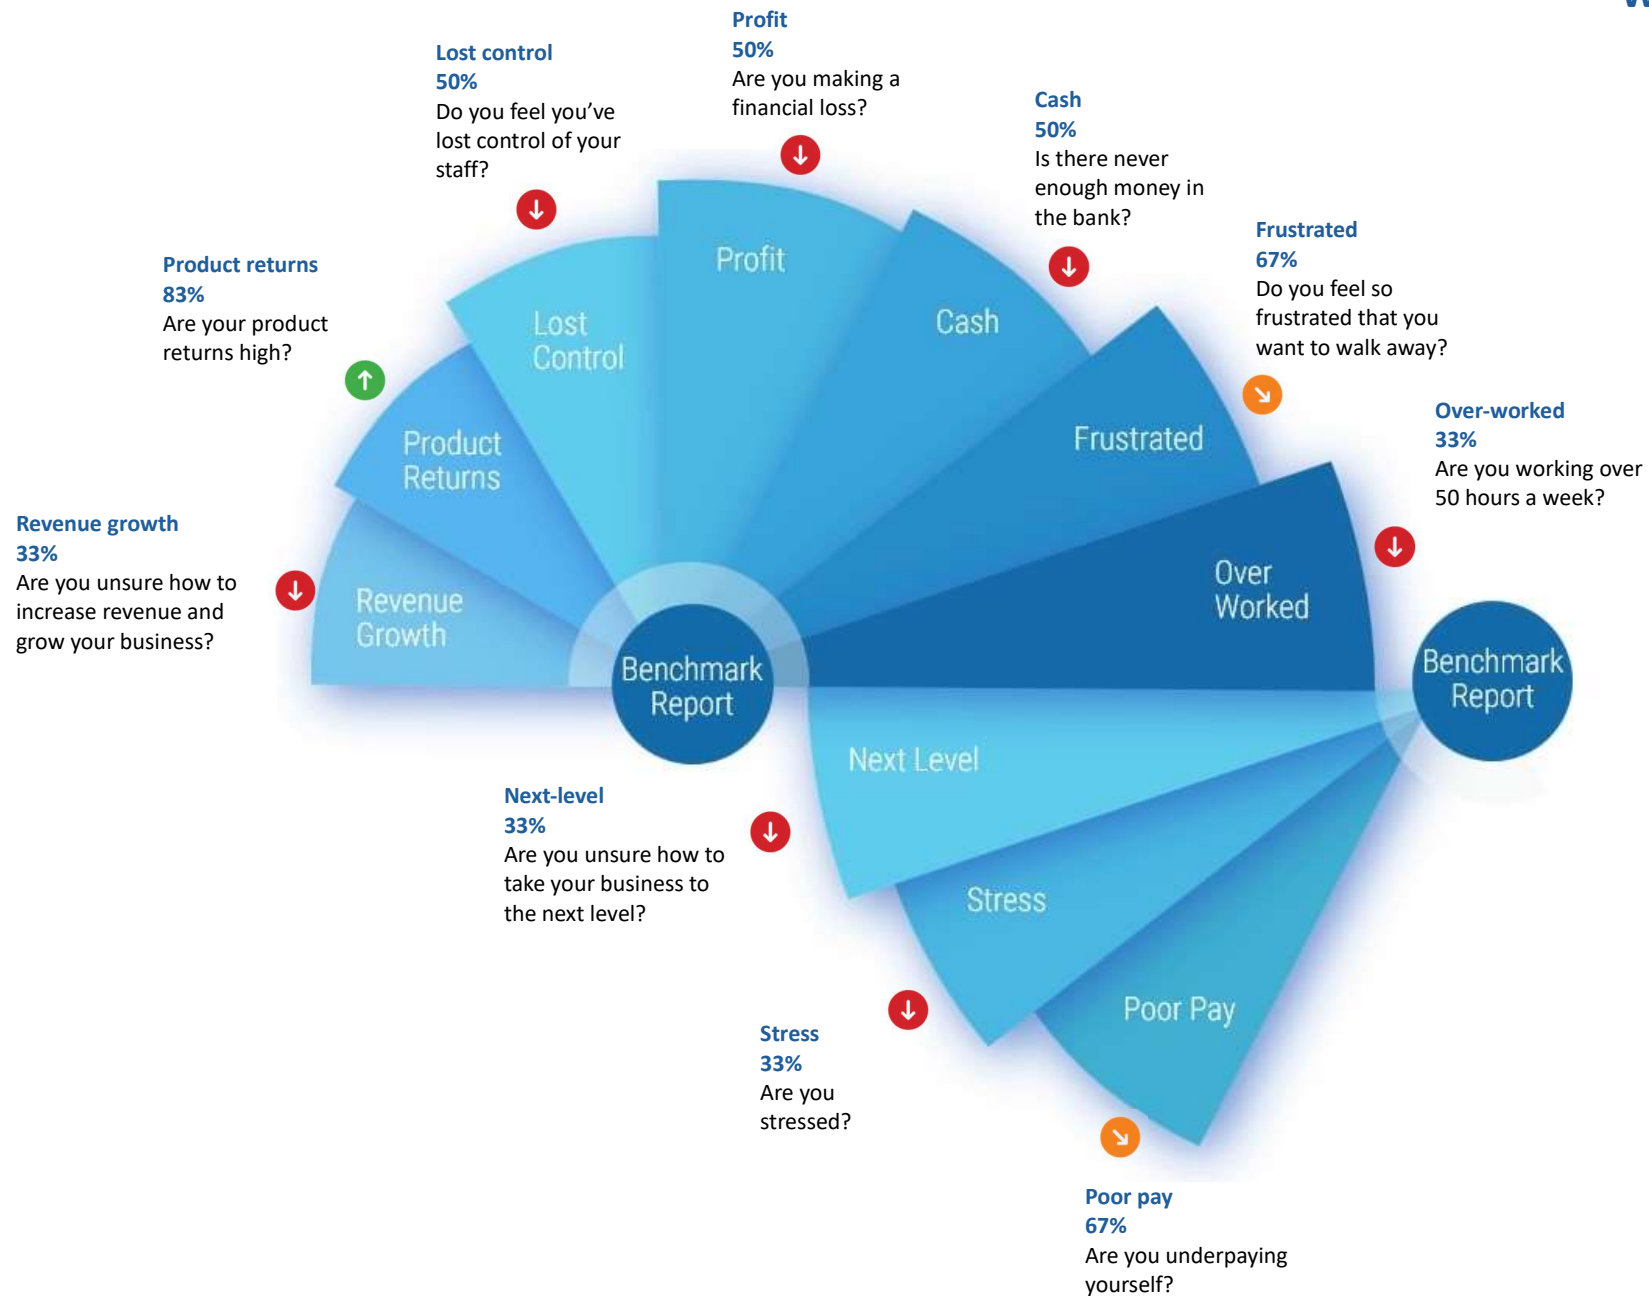 Profit
50%
Are you making a
financial loss?
Lost control
50%
Do you feel you’ve
lost control of your
staff?
Cash
50%
Is there never
enough money in
the bank?
Frustrated
67%
Do you feel so
frustrated that you
want to walk away?
Product returns
83%
Are your product
returns high?
Over-worked
33%
Are you working over
50 hours a week?
Revenue growth
33%
Are you unsure how to
increase revenue and
grow your business?
Profit
Lost
Control
Cash
Frustrated
Product
Returns
Over
Worked
Revenue
Growth
Benchmark
Report
Benchmark
Report
Next Level
Next-level
33%
Are you unsure how to
take your business to
the next level?
Stress
Poor Pay
Stress
33%
Are you
stressed?
Poor pay
67%
Are you underpaying
yourself?